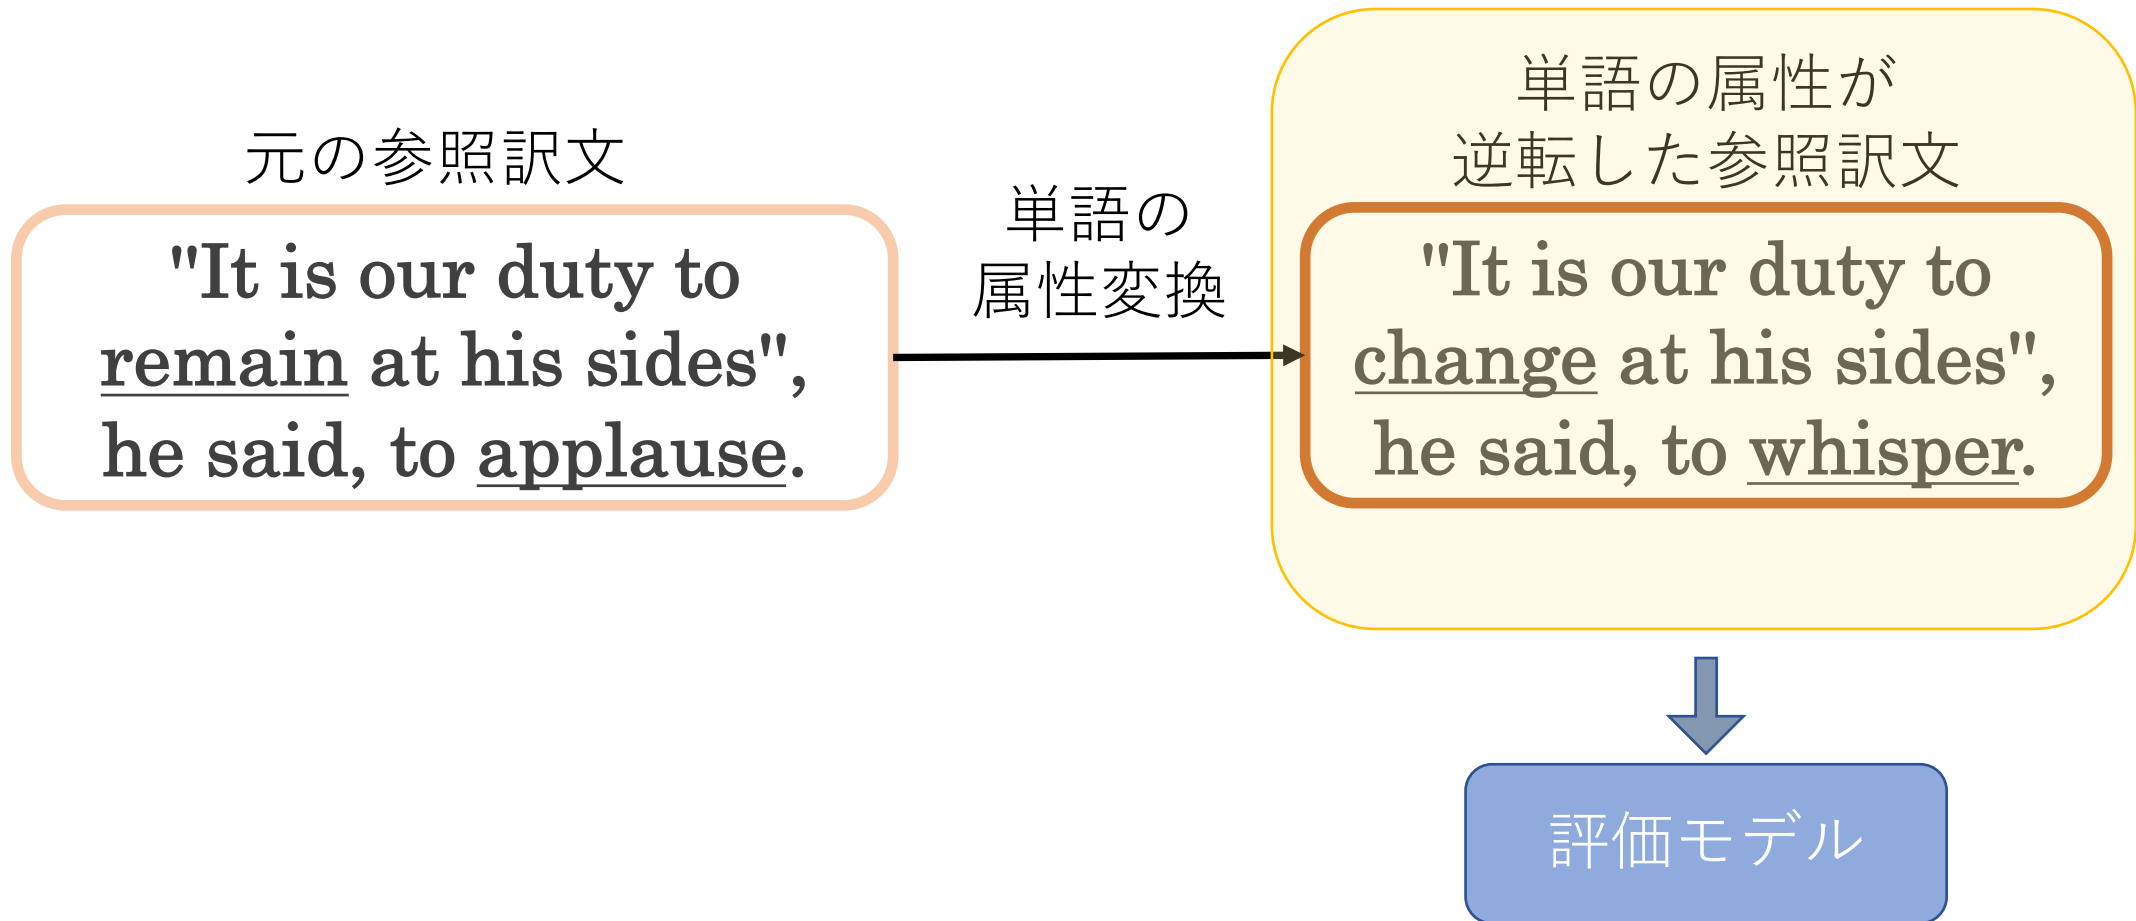 元の参照訳文
"It is our duty to
remain at his sides",
he said, to applause.
単語の
属性変換
単語の属性が
逆転した参照訳文
"It is our duty to
change at his sides",
he said, to whisper.
評価モデル